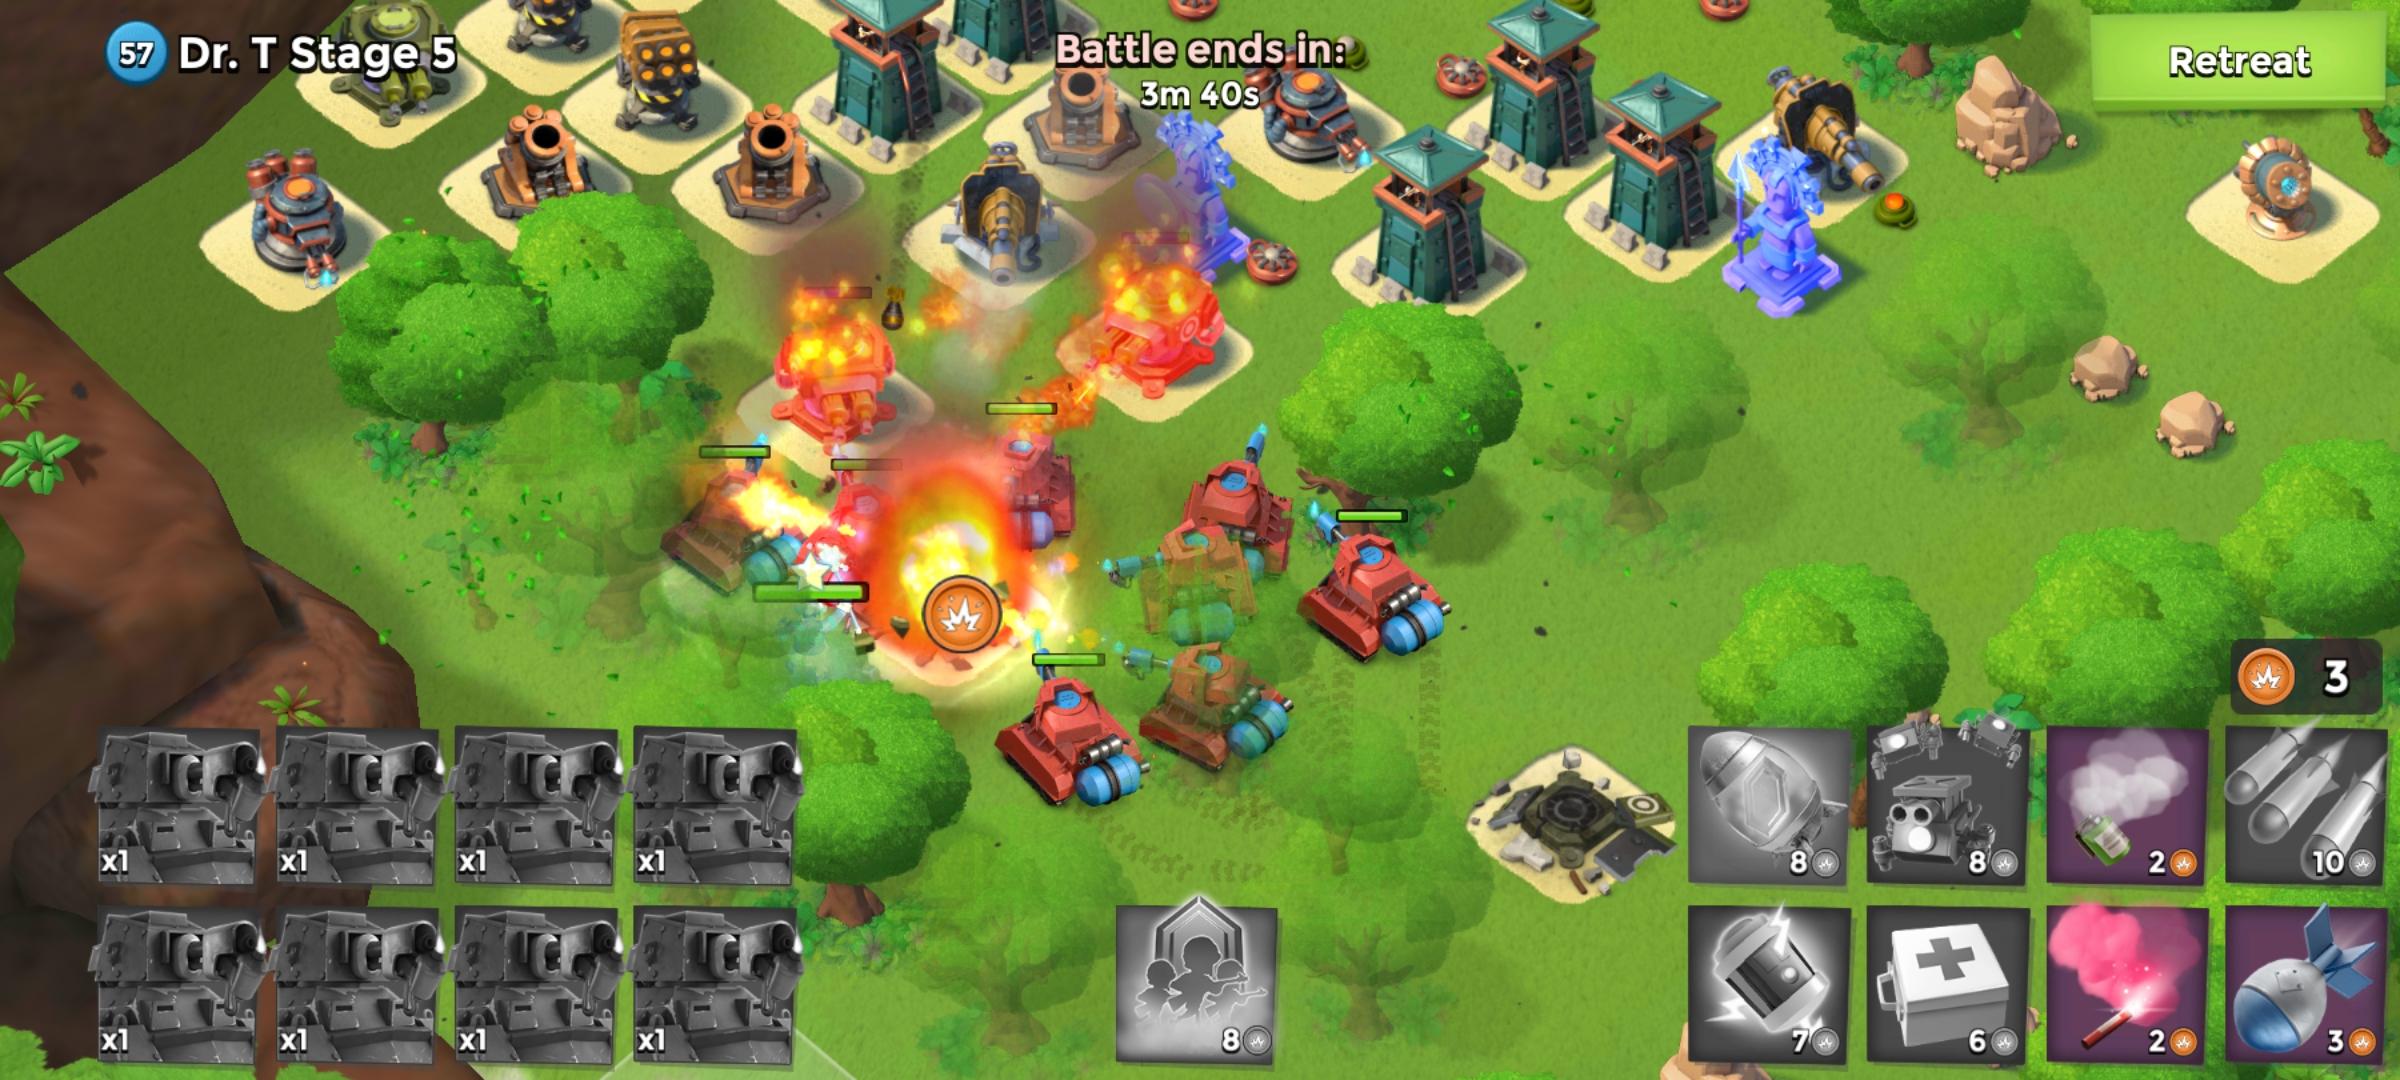 57 Dr. T Stage 5
Battle ends in:
3m 40s
Retreat
3
x1 x1 x1 x1
8 8 2 10
x1 x1 x1 x1
8
7 6 2 3